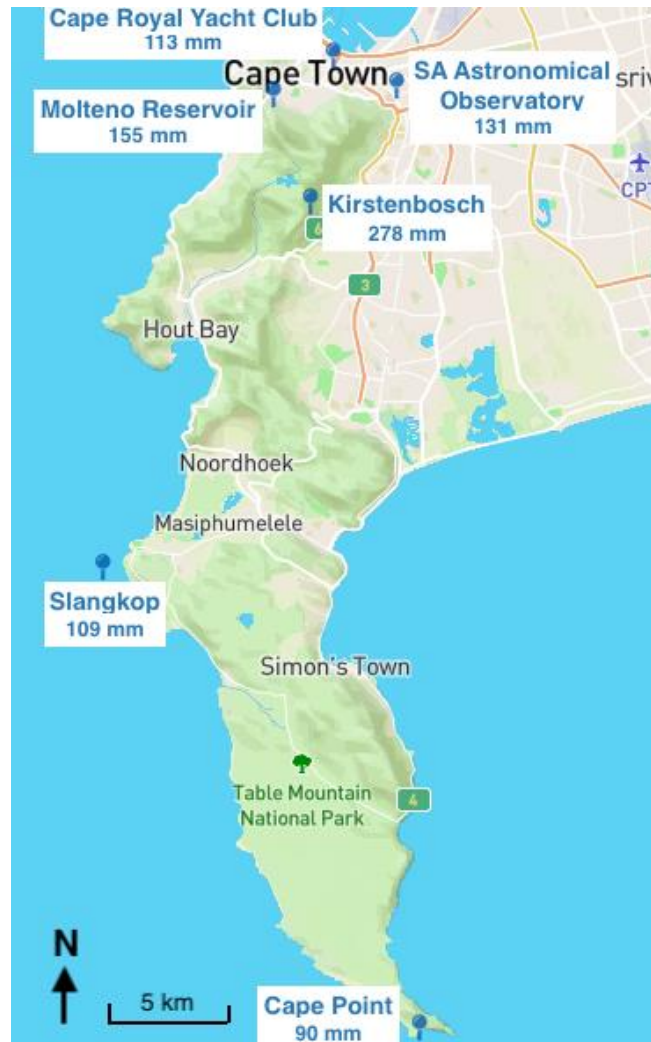 Cape Royal Yacht Club
113 mm
Cape Town
SA Astronomical
Observatory
131 mm
sriv
Molteno Reservoir
155 mm
CPT
Kirstenbosch
278 mm
6
3
Hout Bay
Noordhoek
Masiphumelele
Slangkop
109 mm
Simon's Town
Table Mountain
National Park
4
N
5 km
Cape Point
90 mm